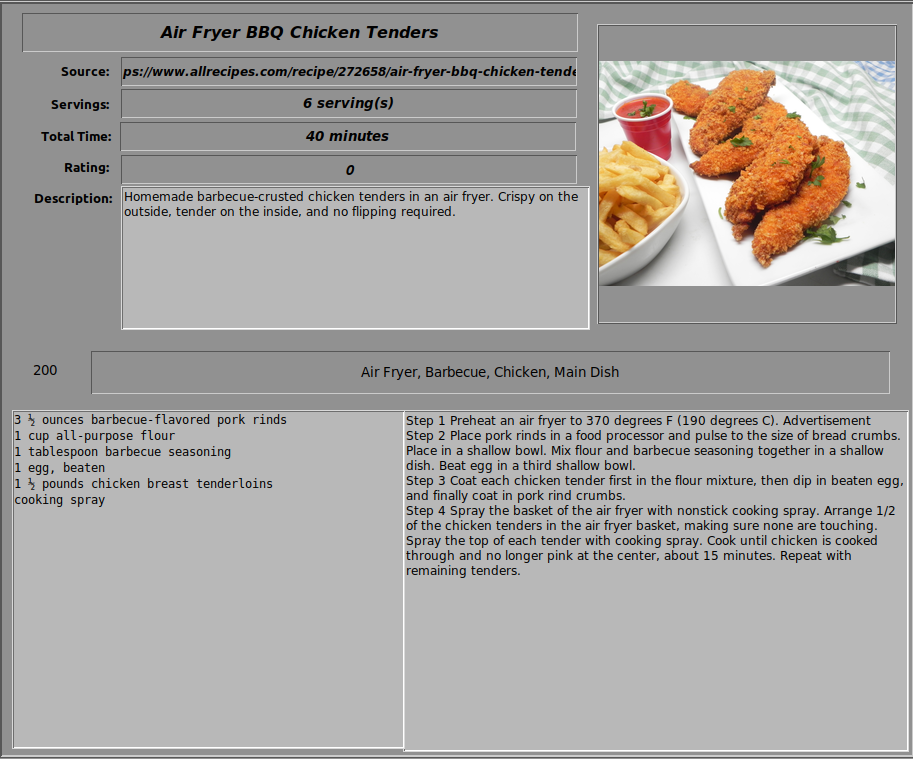 Air Fryer BBQ Chicken Tenders
Source: ps://www.allrecipes.com/recipe/272658/air-fryer-bbq-chicken-tende
Servings: 6 serving(s)
Total Time: 40 minutes
Rating: 0
Description: Homemade barbecue-crusted chicken tenders in an air fryer. Crispy on the
outside, tender on the inside, and no flipping required.
200 Air Fryer, Barbecue, Chicken, Main Dish
3 ½ ounces barbecue-flavored pork rinds
1 cup all-purpose flour
1 tablespoon barbecue seasoning
1 egg, beaten
1 ½ pounds chicken breast tenderloins
cooking spray
Step 1 Preheat an air fryer to 370 degrees F (190 degrees C). Advertisement
Step 2 Place pork rinds in a food processor and pulse to the size of bread crumbs.
Place in a shallow bowl. Mix flour and barbecue seasoning together in a shallow
dish. Beat egg in a third shallow bowl.
Step 3 Coat each chicken tender first in the flour mixture, then dip in beaten egg,
and finally coat in pork rind crumbs.
Step 4 Spray the basket of the air fryer with nonstick cooking spray. Arrange 1/2
of the chicken tenders in the air fryer basket, making sure none are touching.
Spray the top of each tender with cooking spray. Cook until chicken is cooked
through and no longer pink at the center, about 15 minutes. Repeat with
remaining tenders.